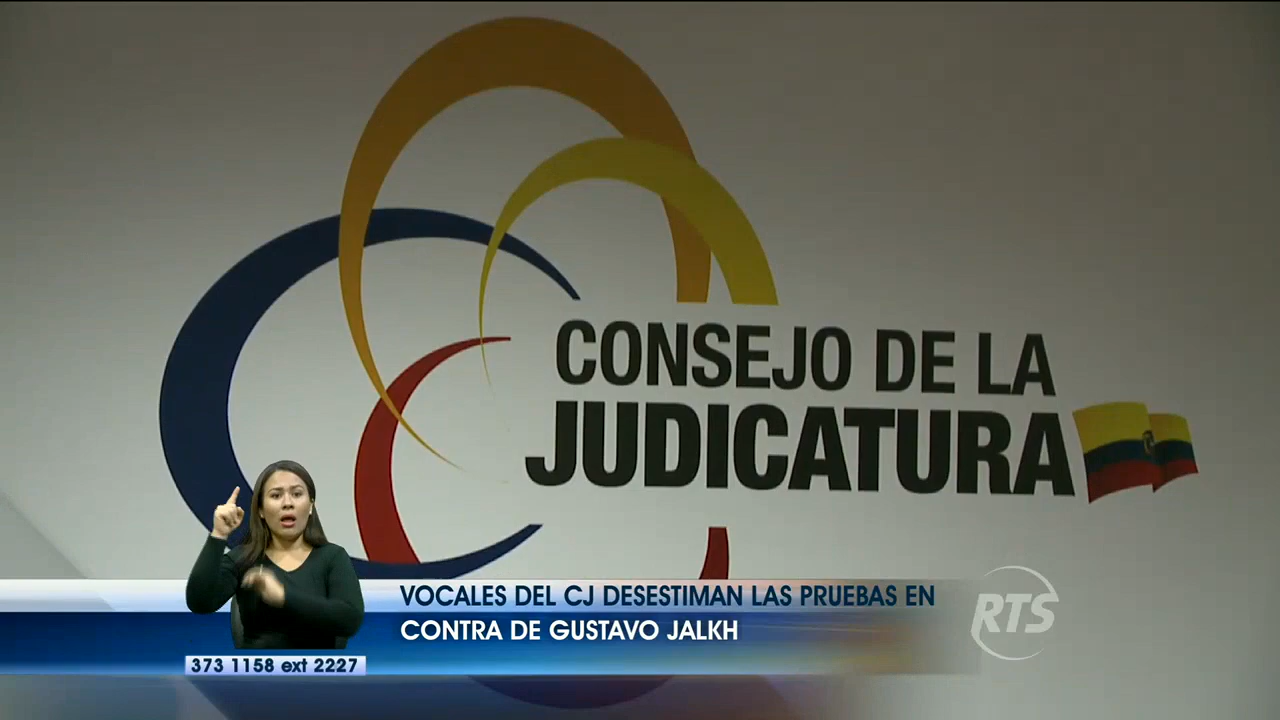 CONSEJO DE LA
JUDICATURA
VOCALES DEL CJ DESESTIMAN LAS PRUEBAS EN
CONTRA DE GUSTAVO JALKH
RTS
373 1158 ext 2227